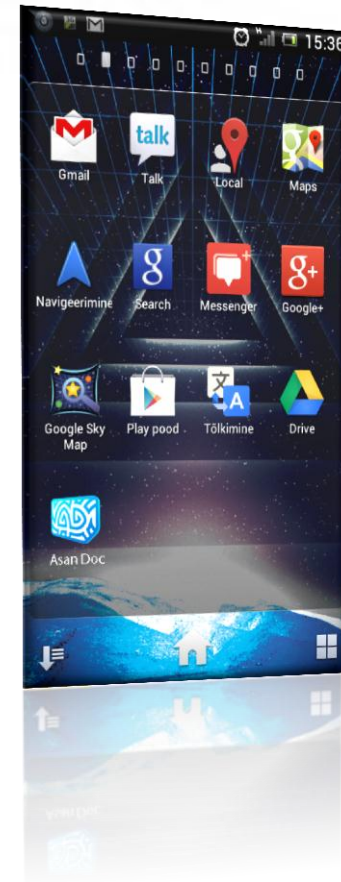 15:36
talk
Gmail
Talk
Local
Maps
g
g+
Navigeerimine
Search
Messenger
Google+
文
A
Google Sky
Map
Play pood
Tõlkimine
Drive
Asan Doc